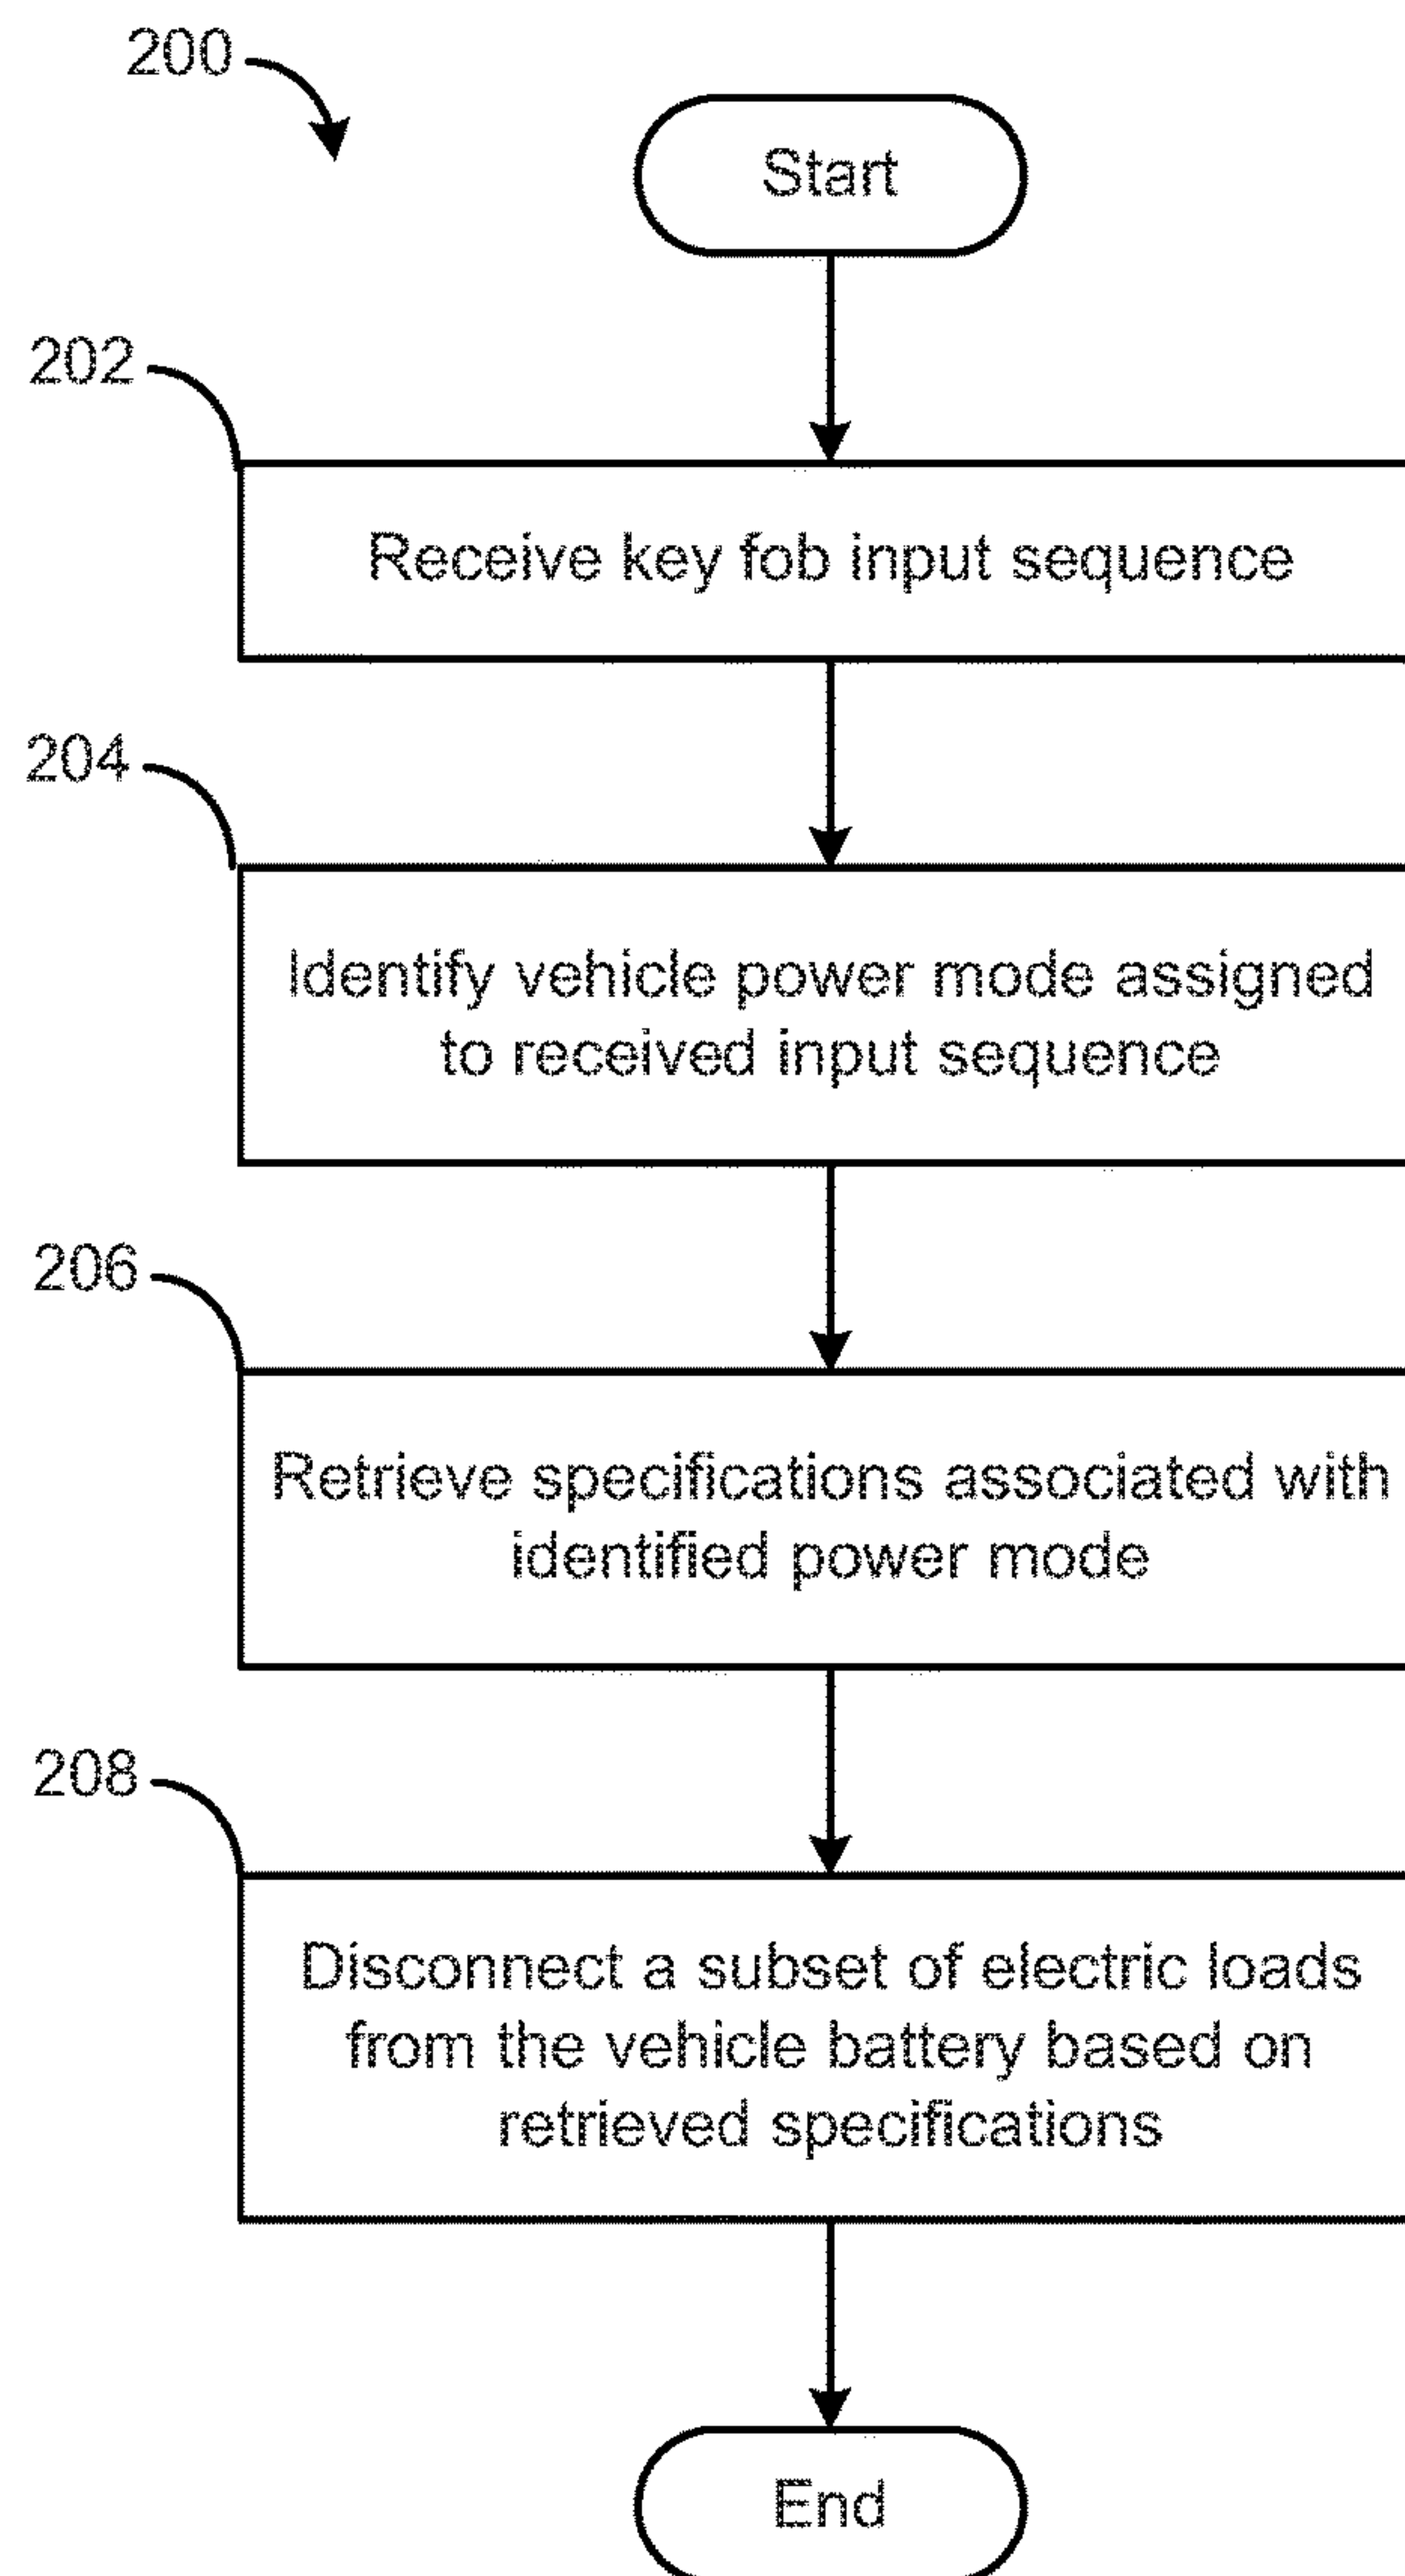 200
Start
202
Receive key fob input sequence
204
Identify vehicle power mode assigned
to received input sequence
206
Retrieve specifications associated with
identified power mode
208
Disconnect a subset of electric loads
from the vehicle battery based on
retrieved specifications
End